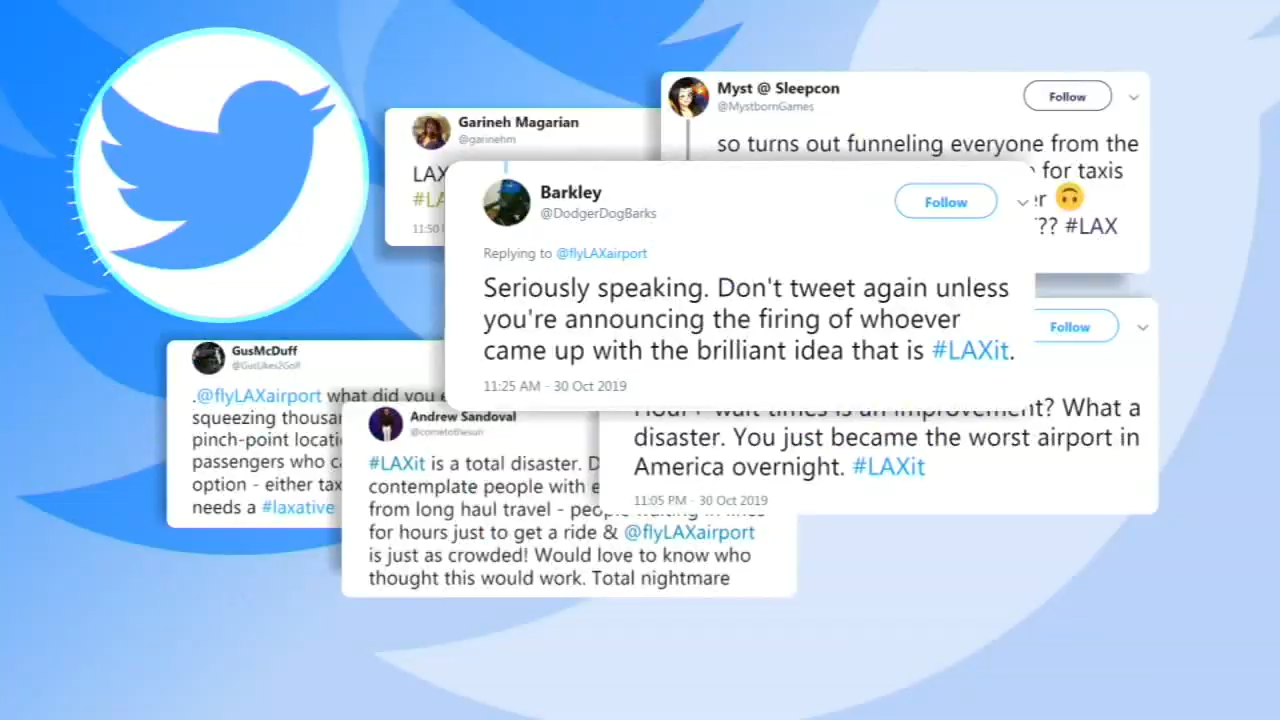 Garineh Magarian
@garinehm
LAX
#LA
11:50
Myst @ Sleepcon
@MystbornGames
Follow
so turns out funneling everyone from the
for taxis
?? #LAX
Barkley
@DodgerDogBarks
Follow
Replying to @flyLAXairport
Seriously speaking. Don't tweet again unless
you're announcing the firing of whoever
came up with the brilliant idea that is #LAXit.
11:25 AM - 30 Oct 2019
GusMcDuff
@GusLikes2Golf
.@flyLAXairport what did you
squeezing thousan
pinch-point locati
passengers who ca
option - either tax
needs a #laxative
Andrew Sandoval
@cometothesun
#LAXit is a total disaster. D
contemplate people with e
from long haul travel - people waiting in lines
for hours just to get a ride & @flyLAXairport
is just as crowded! Would love to know who
thought this would work. Total nightmare
Follow
Hour+ wait times is an improvement? What a
disaster. You just became the worst airport in
America overnight. #LAXit
11:05 PM - 30 Oct 2019